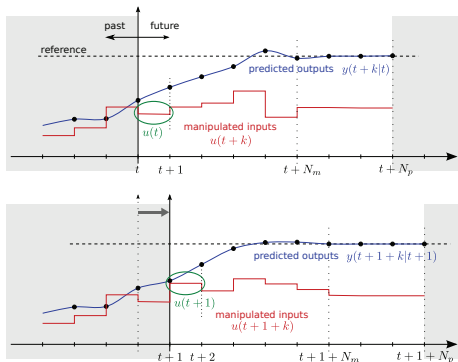 past future
reference
predicted outputs y(t + k|t)
u(t)
manipulated inputs
u(t + k)
t t + 1 t + N_m t + N_p
predicted outputs y(t + 1 + k|t + 1)
u(t + 1)
manipulated inputs
u(t + 1 + k)
t + 1 t + 2 t + 1 + N_m t + 1 + N_p